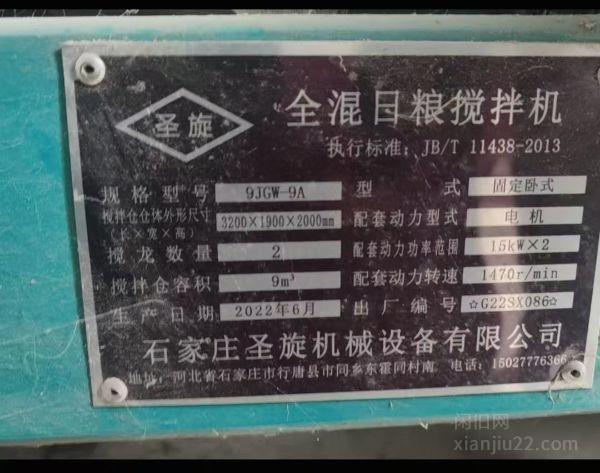 圣旋
全混日粮搅拌机
执行标准: JB/T 11438-2013
规格型号 9JGW-9A 型式 固定卧式
搅拌仓仓体外形尺寸(长×宽×高) 3200×1900×2000mm 配套动力型式 电机
搅龙数量 2 配套动力功率范围 15kW×2
搅拌仓容积 9m³ 配套动力转速 1470r/min
生产日期 2022年6月 出厂编号 ☆G22SX086☆
石家庄圣旋机械设备有限公司
地址: 河北省石家庄市行唐县市同乡东霍同村南 电话: 15027776366
闲旧网
xianjiu22.com